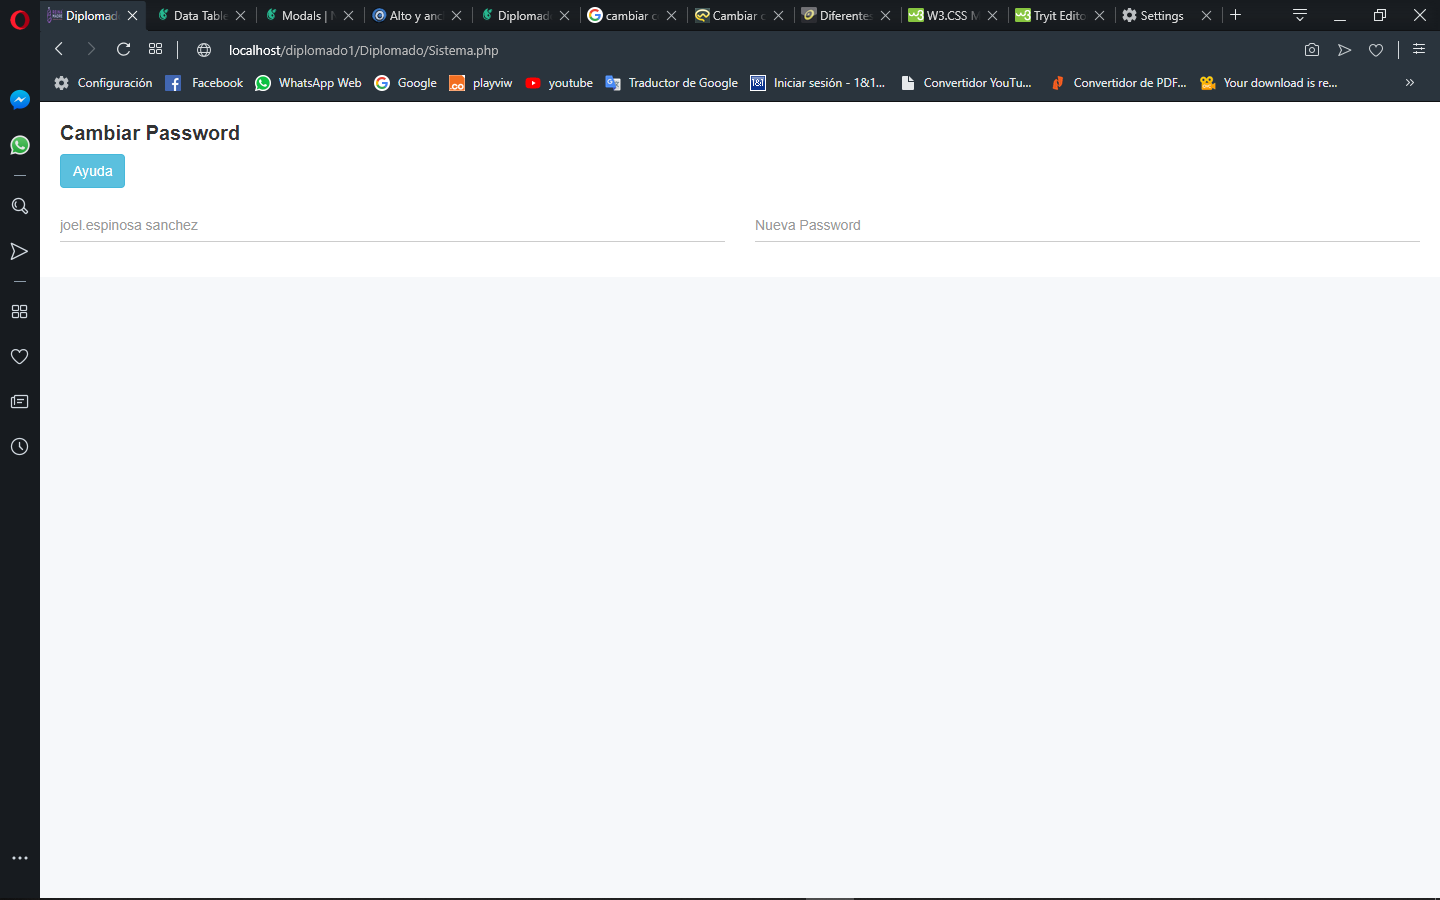 Diplomad
Data Table
Modals | N
Alto y anc
Diplomad
cambiar c
Cambiar c
Diferentes
W3.CSS M
Tryit Edito
Settings
localhost/diplomado1/Diplomado/Sistema.php
Configuración
Facebook
WhatsApp Web
Google
playviw
youtube
Traductor de Google
Iniciar sesión - 1&1...
Convertidor YouTu...
Convertidor de PDF...
Your download is re...
Cambiar Password
Ayuda
joel.espinosa sanchez
Nueva Password